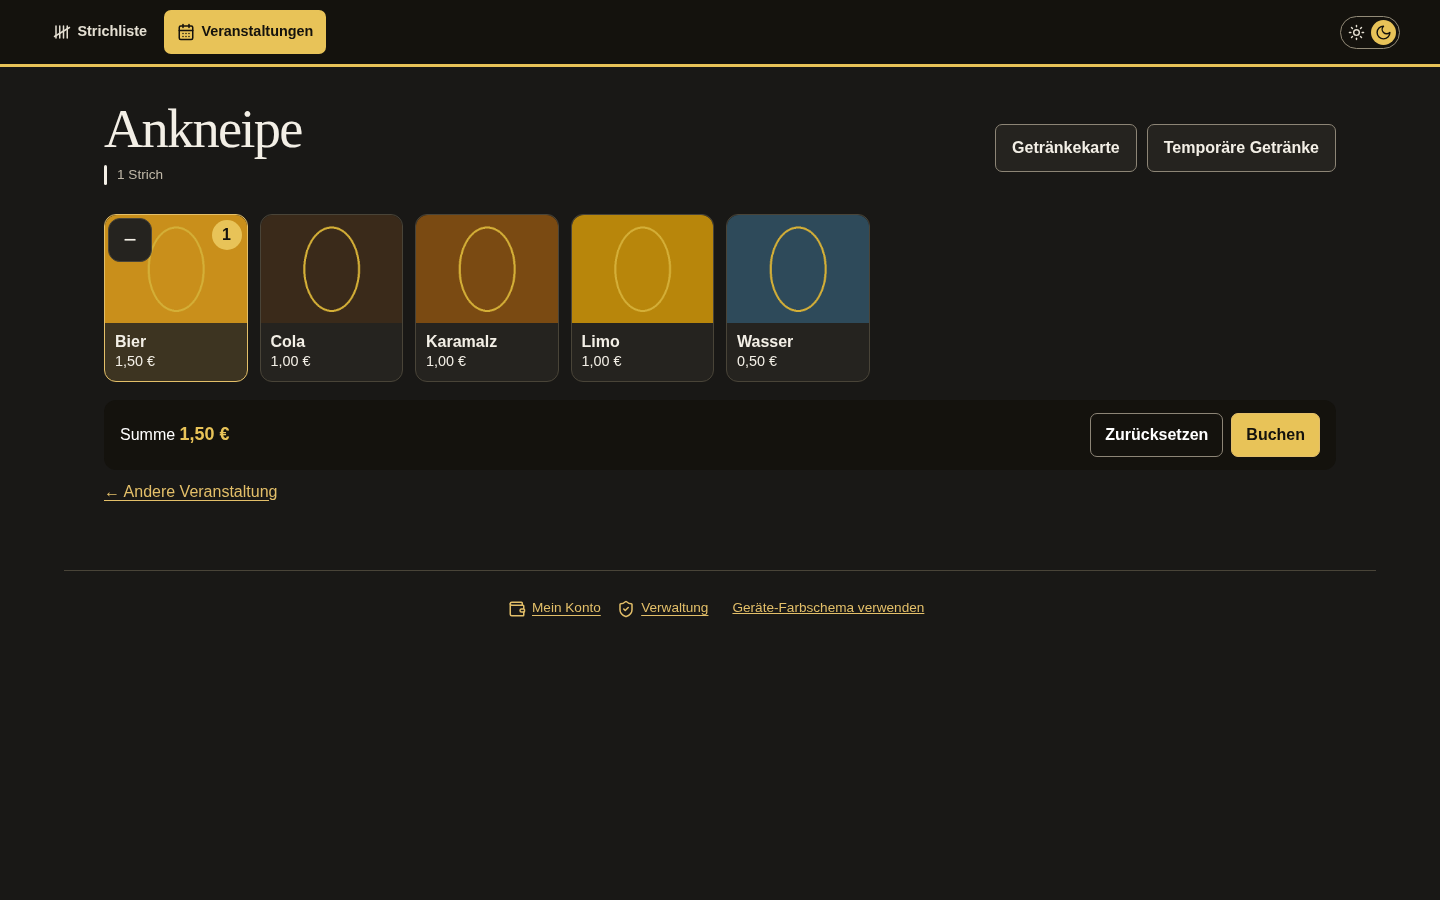 Strichliste
Veranstaltungen
Ankneipe
1 Strich
Getränkekarte
Temporäre Getränke
−
1
Bier
1,50 €
Cola
1,00 €
Karamalz
1,00 €
Limo
1,00 €
Wasser
0,50 €
Summe 1,50 €
Zurücksetzen
Buchen
← Andere Veranstaltung
Mein Konto
Verwaltung
Geräte-Farbschema verwenden